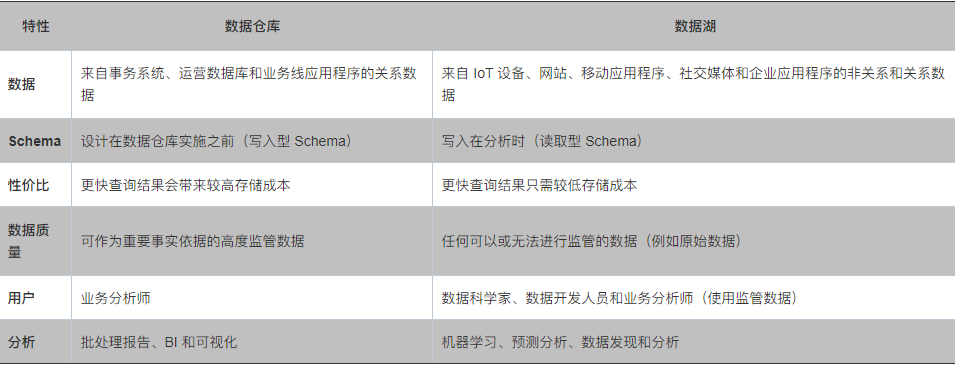 特性 数据仓库 数据湖
数据 来自事务系统、运营数据库和业务线应用程序的关系数 来自 IoT 设备、网站、移动应用程序、社交媒体和企业应用程序的非关系和关系数
据 据
Schema 设计在数据仓库实施之前（写入型 Schema） 写入在分析时（读取型 Schema）
性价比 更快查询结果会带来较高存储成本 更快查询结果只需较低存储成本
数据质
量 可作为重要事实依据的高度监管数据 任何可以或无法进行监管的数据（例如原始数据）
用户 业务分析师 数据科学家、数据开发人员和业务分析师（使用监管数据）
分析 批处理报告、BI 和可视化 机器学习、预测分析、数据发现和分析